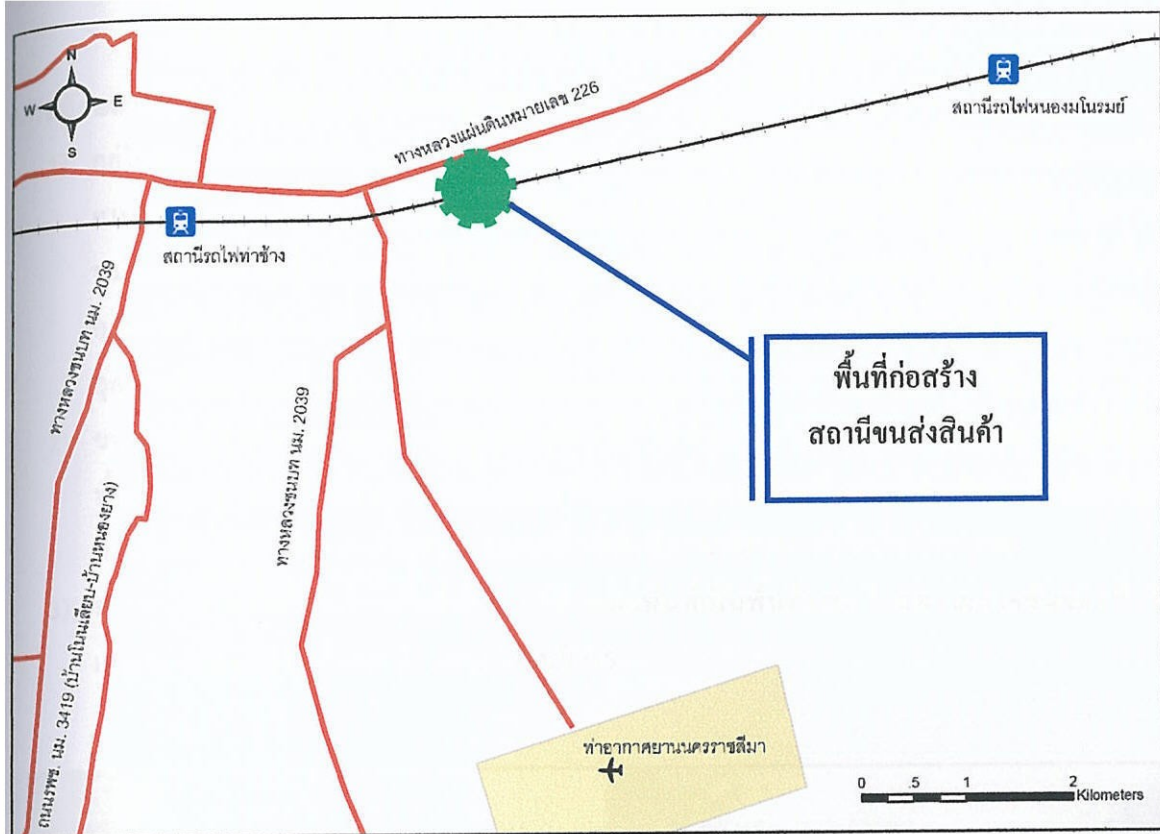 N
W
E
S
ทางหลวงแผ่นดินหมายเลข 226
สถานีรถไฟหนองมโนรมย์
สถานีรถไฟท่าช้าง
ทางหลวงชนบท นม. 2039
พื้นที่ก่อสร้าง
สถานีขนส่งสินค้า
ทางหลวงชนบท นม. 2039
ถนนรพช. นม. 3419 (บ้านโนนเลียบ-บ้านหนองยาง)
ท่าอากาศยานนครราชสีมา
0 .5 1 2
Kilometers